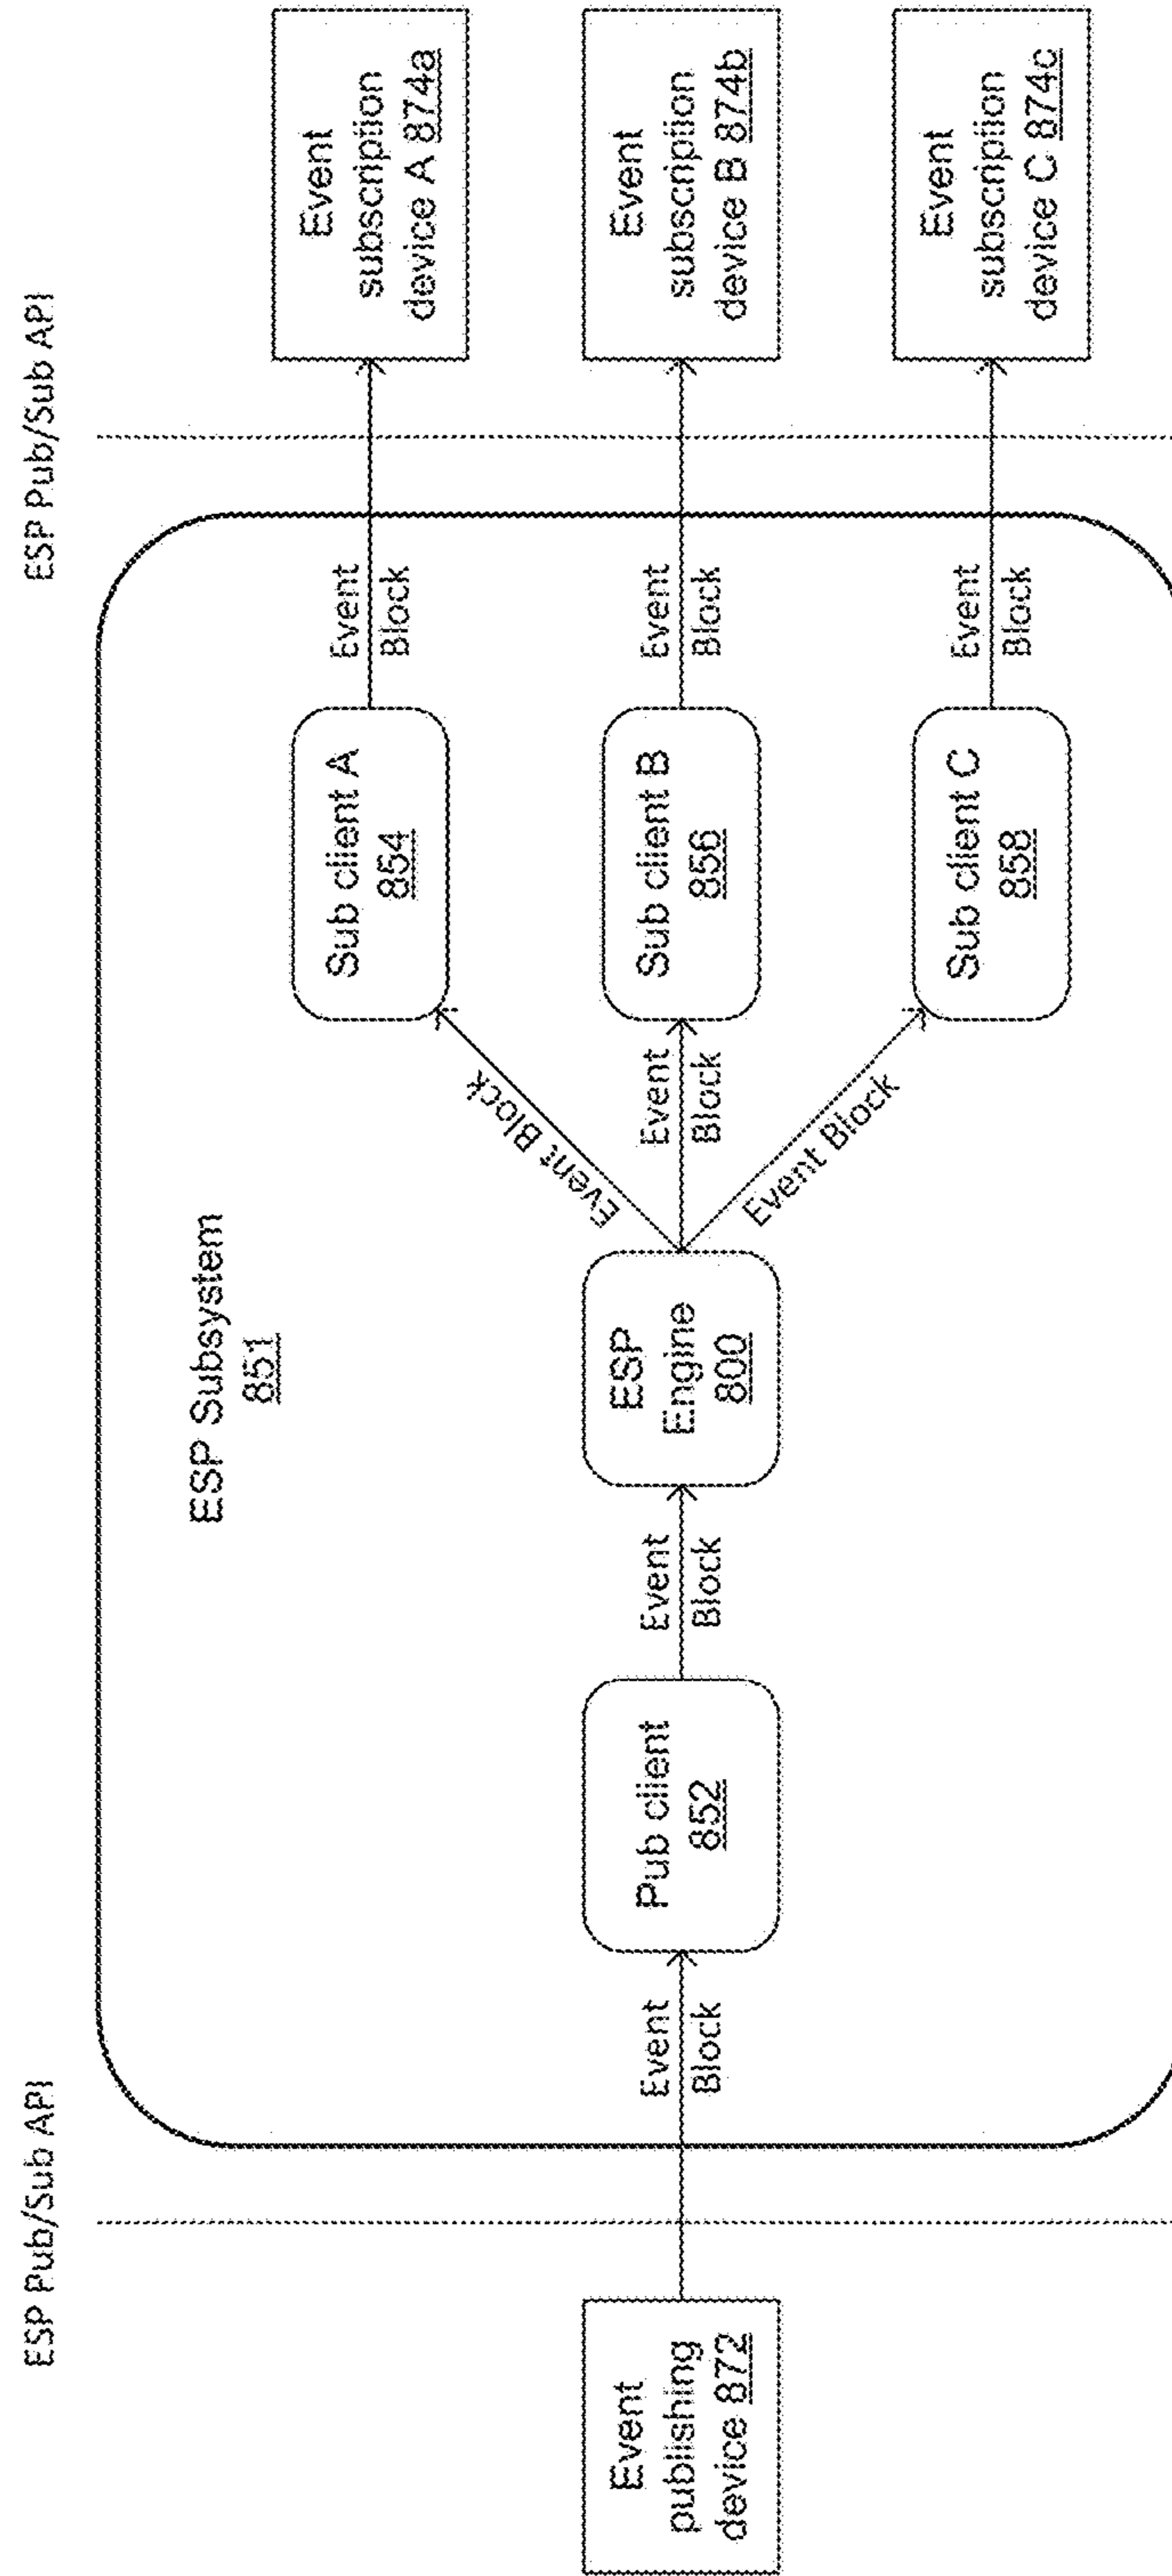 ESP Pub/Sub API
ESP Pub/Sub API
ESP Subsystem
851
Event
publishing
device 872
Event
Block
Pub client
852
Event
Block
ESP
Engine
800
Event Block
Event
Block
Event Block
Sub client A
854
Sub client B
856
Sub client C
858
Event
Block
Event
Block
Event
Block
Event
subscription
device A 874a
Event
subscription
device B 874b
Event
subscription
device C 874c